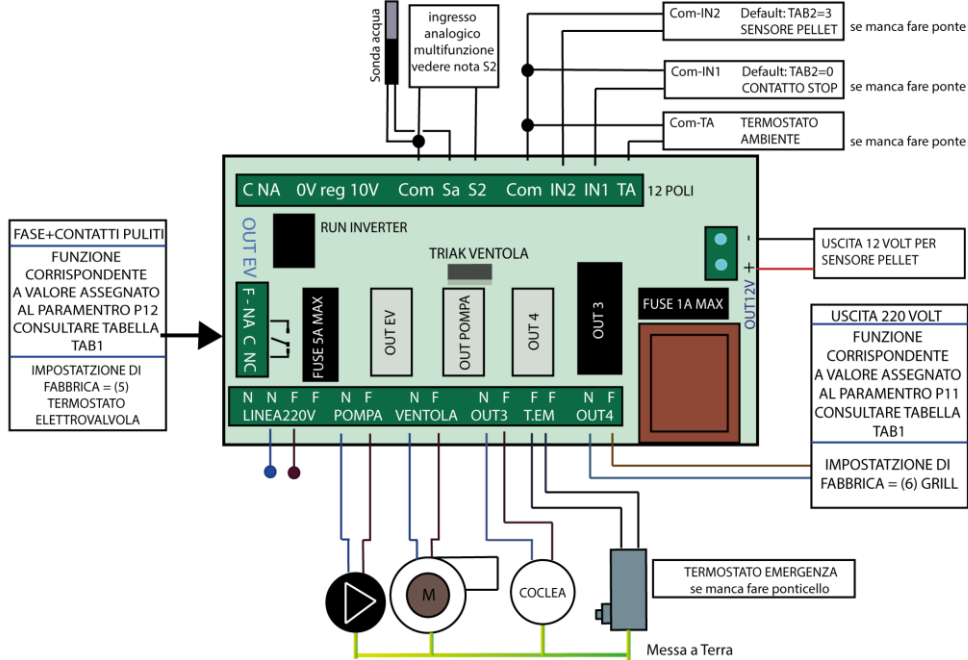 Sonda acqua
ingresso
analogico
multifunzione
vedere nota S2
Com-IN2 Default: TAB2=3
SENSORE PELLET
se manca fare ponte
Com-IN1 Default: TAB2=0
CONTATTO STOP
se manca fare ponte
Com-TA TERMOSTATO
AMBIENTE
se manca fare ponte
C NA 0V reg 10V Com Sa S2 Com IN2 IN1 TA
12 POLI
RUN INVERTER
TRIAK VENTOLA
OUT EV
F - NA C NC
FUSE 5A MAX
OUT EV
OUT POMPA
OUT 4
OUT 3
FUSE 1A MAX
- +
OUT12V
USCITA 12 VOLT PER
SENSORE PELLET
FASE+CONTATTI PULITI
FUNZIONE
CORRISPONDENTE
A VALORE ASSEGNATO
AL PARAMENTRO P12
CONSULTARE TABELLA
TAB1
IMPOSTAZIONE DI
FABBRICA = (5)
TERMOSTATO
ELETTROVALVOLA
USCITA 220 VOLT
FUNZIONE
CORRISPONDENTE
A VALORE ASSEGNATO
AL PARAMENTRO P11
CONSULTARE TABELLA
TAB1
IMPOSTATZIONE DI
FABBRICA = (6) GRILL
N N F F N F N F N F F F N F
LINEA220V POMPA VENTOLA OUT3 T.EM OUT4
M
COCLEA
TERMOSTATO EMERGENZA
se manca fare ponticello
Messa a Terra